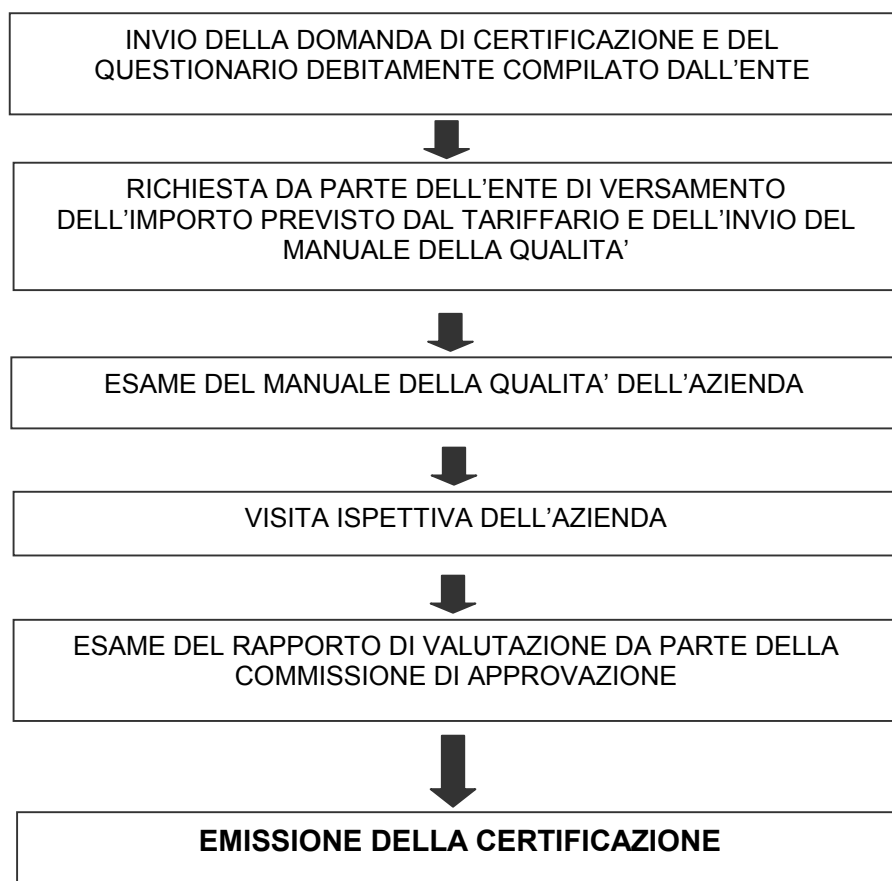 INVIO DELLA DOMANDA DI CERTIFICAZIONE E DEL
QUESTIONARIO DEBITAMENTE COMPILATO DALL’ENTE
RICHIESTA DA PARTE DELL’ENTE DI VERSAMENTO
DELL’IMPORTO PREVISTO DAL TARIFFARIO E DELL’INVIO DEL
MANUALE DELLA QUALITA’
ESAME DEL MANUALE DELLA QUALITA’ DELL’AZIENDA
VISITA ISPETTIVA DELL’AZIENDA
ESAME DEL RAPPORTO DI VALUTAZIONE DA PARTE DELLA
COMMISSIONE DI APPROVAZIONE
EMISSIONE DELLA CERTIFICAZIONE